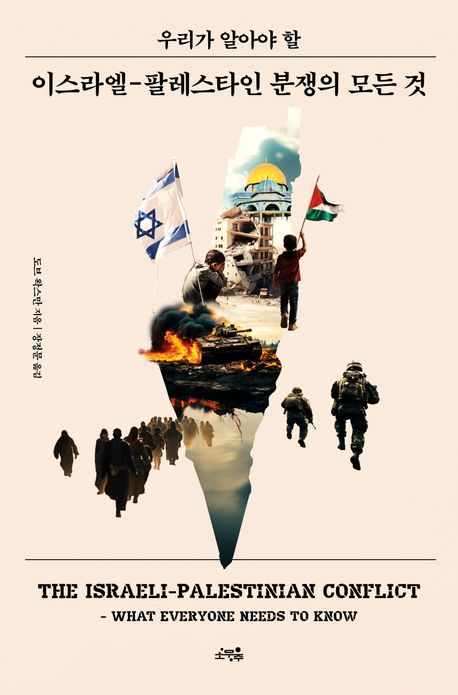 우리가 알아야 할
이스라엘-팔레스타인 분쟁의 모든 것
도브 왁스만 지음 | 장정문 옮김
THE ISRAELI-PALESTINIAN CONFLICT
- WHAT EVERYONE NEEDS TO KNOW
소우주